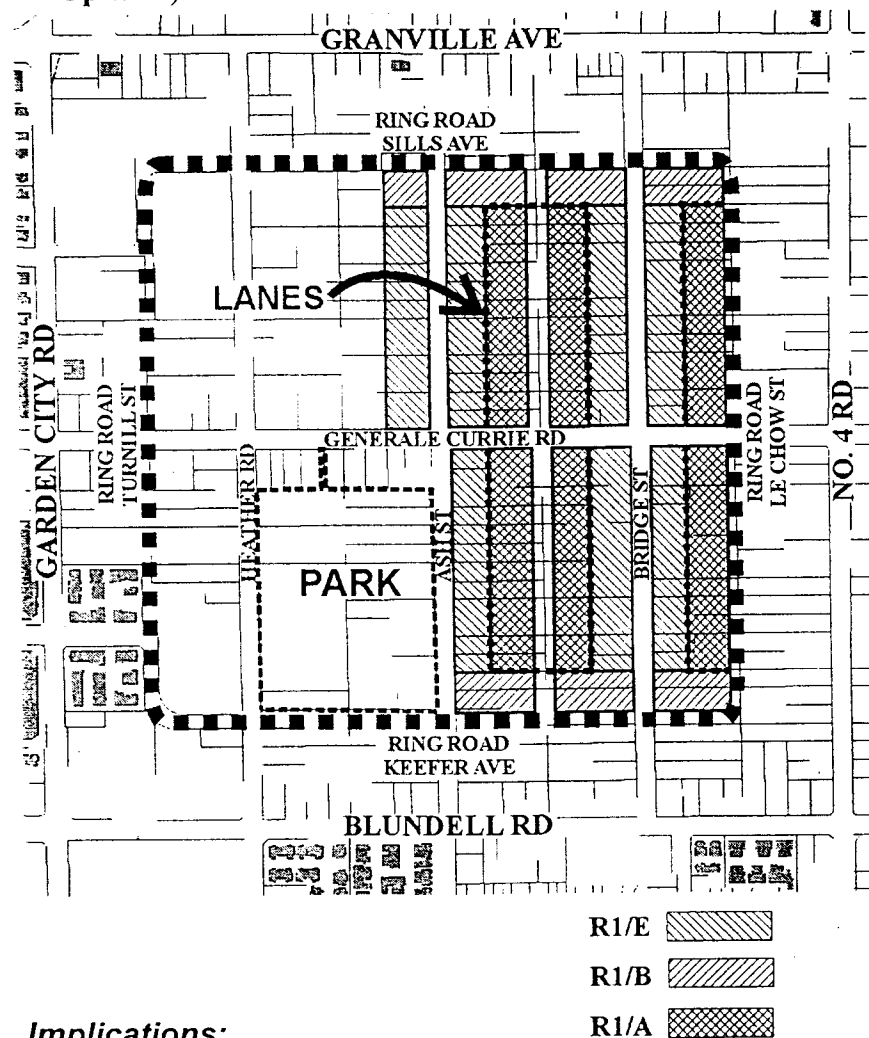 GRANVILLE AVE
RING ROAD
SILLS AVE
LANES
GARDEN CITY RD
RING ROAD
TURNILL ST
HEATHER RD
GENERALE CURRIE RD
PARK
ASH ST
BRIDGE ST
RING ROAD
LE CHOW ST
NO. 4 RD
RING ROAD
KEEFER AVE
BLUNDELL RD
R1/E
R1/B
R1/A
Implications: